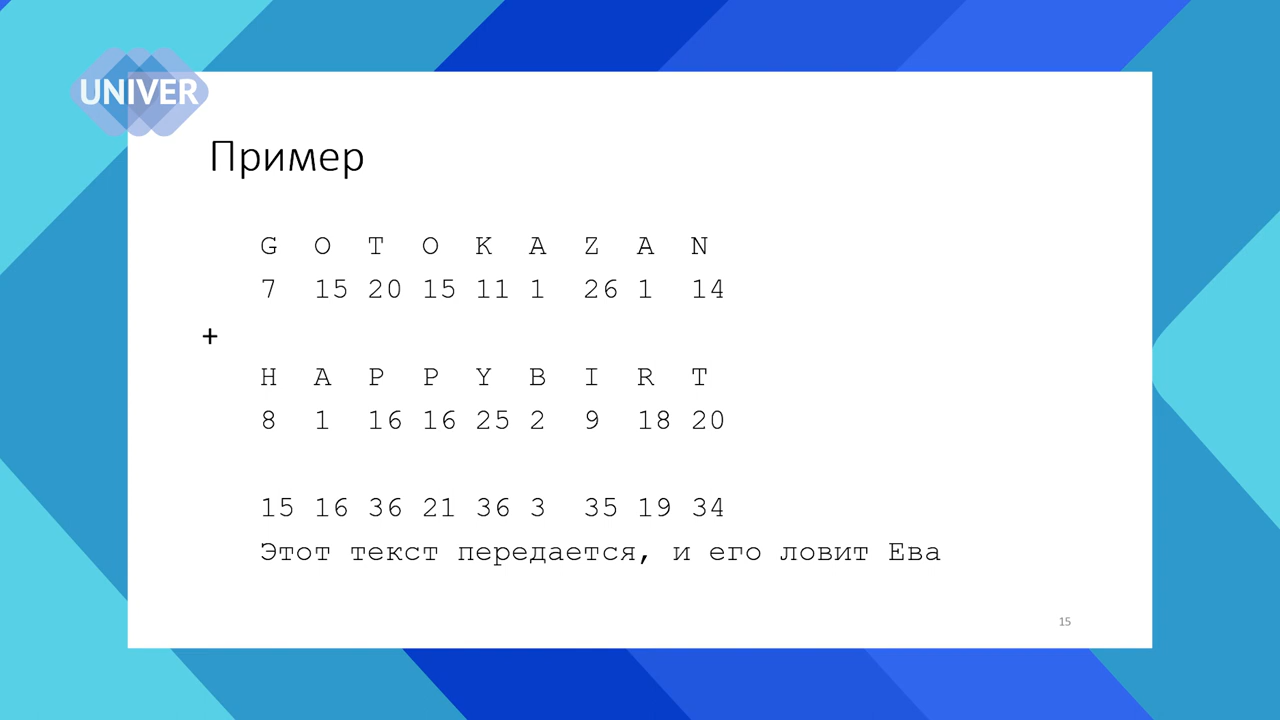 UNIVER
Пример
G O T O K A Z A N
7 15 20 15 11 1 26 1 14
+
H A P P Y B I R T
8 1 16 16 25 2 9 18 20
15 16 36 21 36 3 35 19 34
Этот текст передается, и его ловит Ева
15